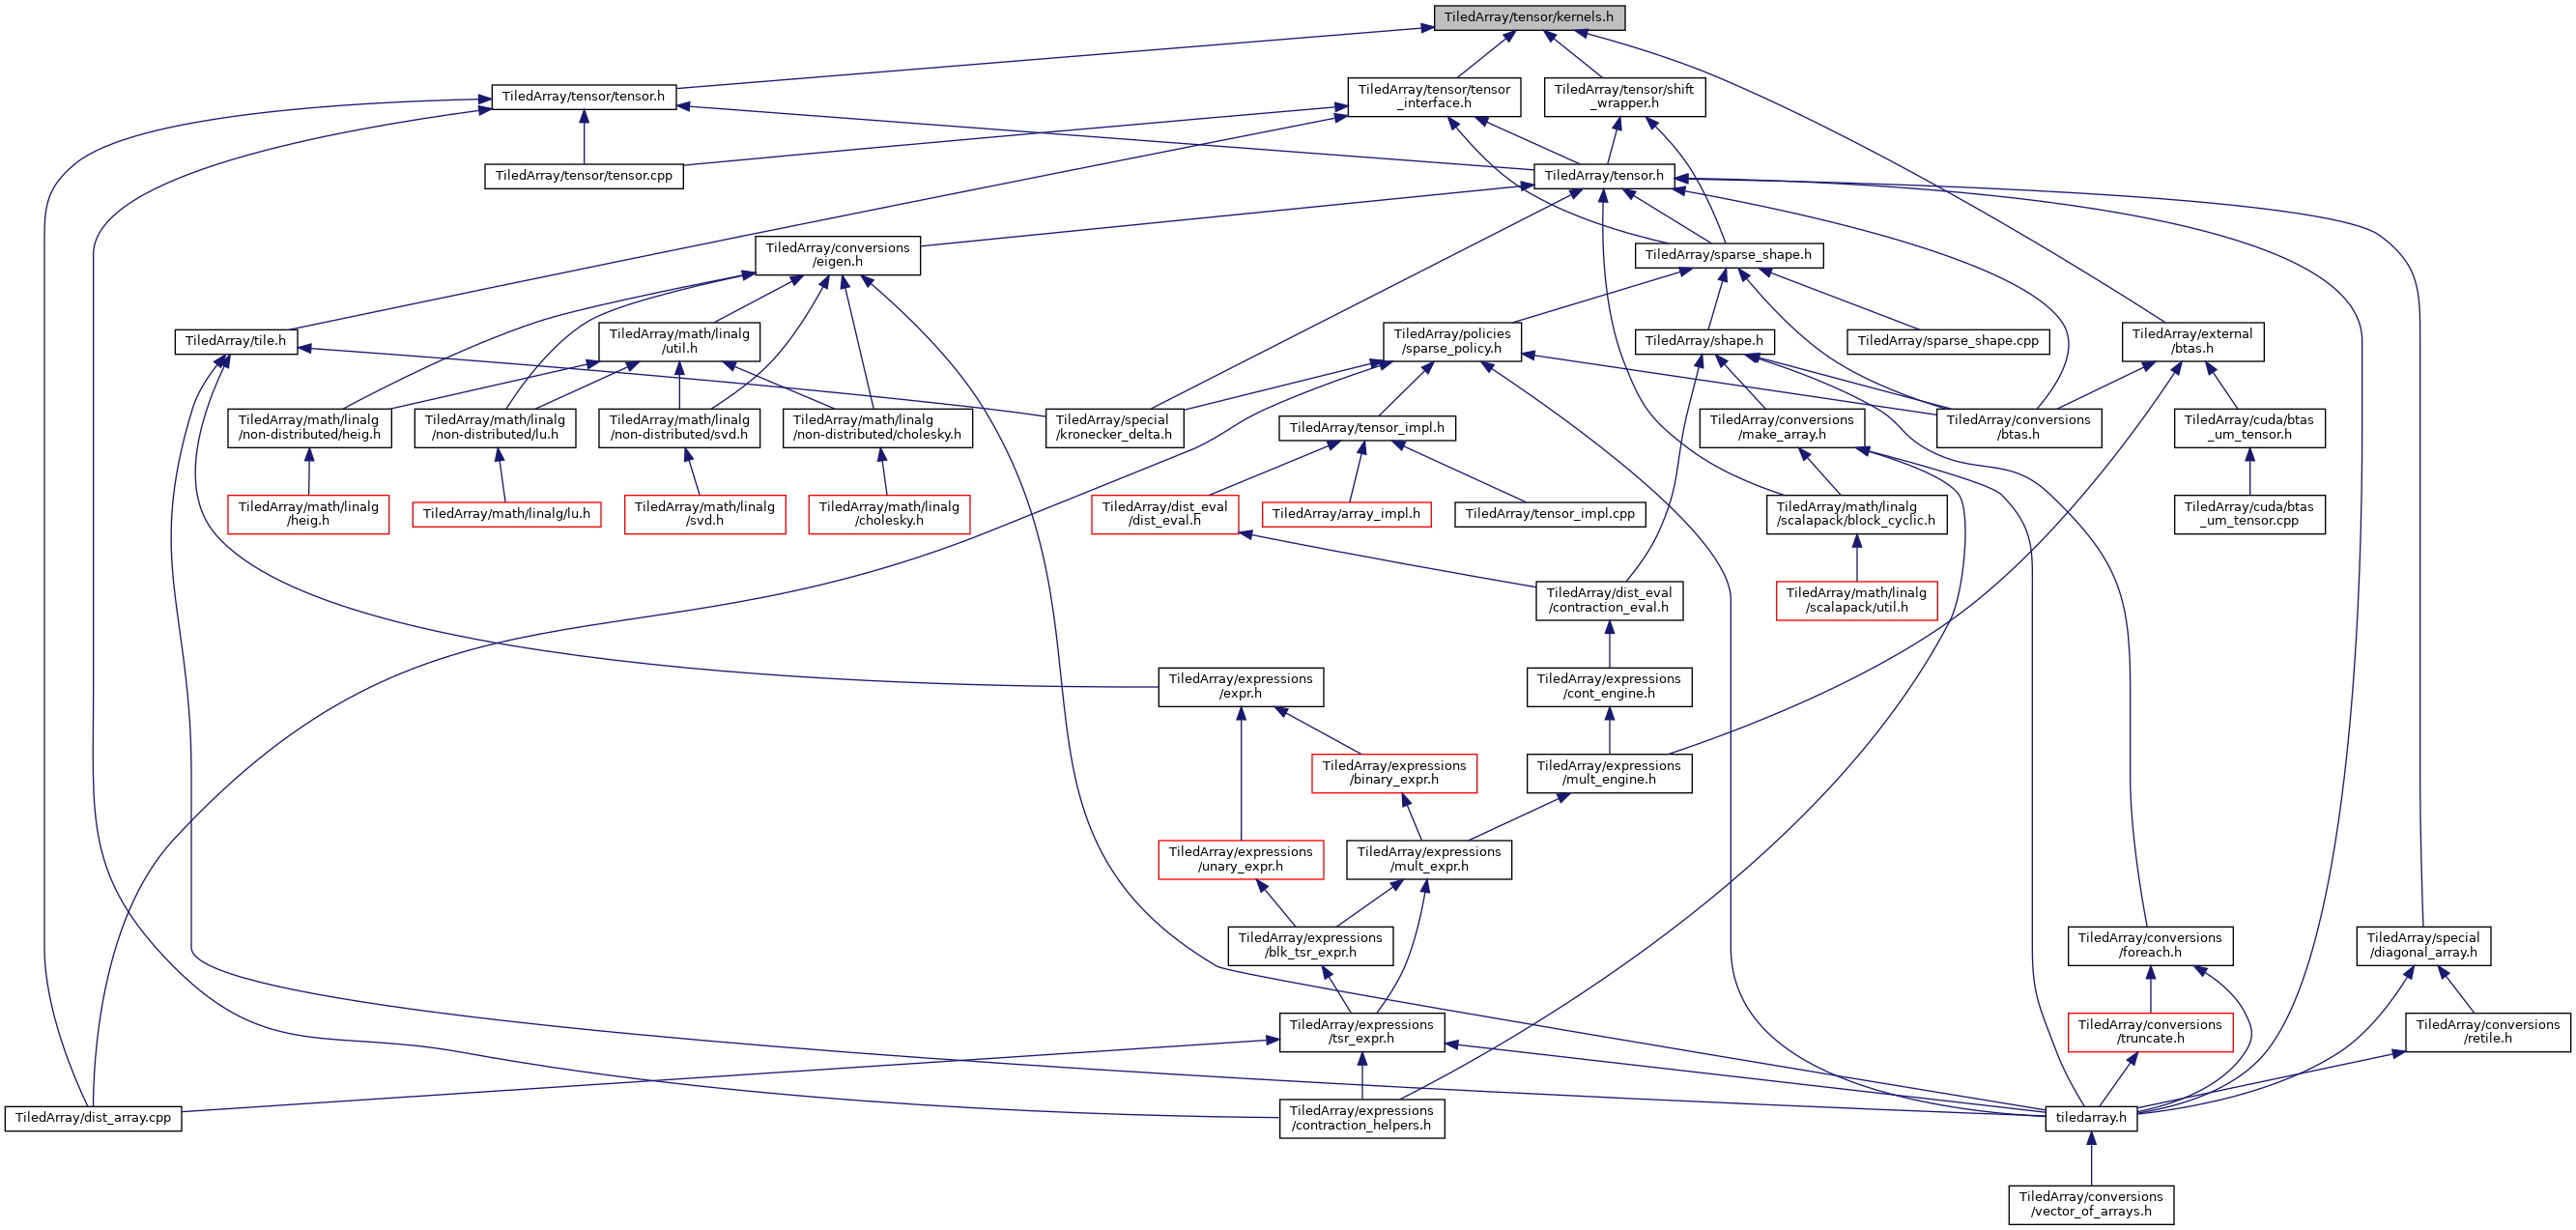 TiledArray/tensor/kernels.h
TiledArray/tensor/tensor.h
TiledArray/tensor/tensor
_interface.h
TiledArray/tensor/shift
_wrapper.h
TiledArray/tensor/tensor.cpp
TiledArray/tensor.h
TiledArray/conversions
/eigen.h
TiledArray/sparse_shape.h
TiledArray/tile.h
TiledArray/math/linalg
/util.h
TiledArray/policies
/sparse_policy.h
TiledArray/shape.h
TiledArray/sparse_shape.cpp
TiledArray/external
/btas.h
TiledArray/math/linalg
/non-distributed/heig.h
TiledArray/math/linalg
/non-distributed/lu.h
TiledArray/math/linalg
/non-distributed/svd.h
TiledArray/math/linalg
/non-distributed/cholesky.h
TiledArray/special
/kronecker_delta.h
TiledArray/tensor_impl.h
TiledArray/conversions
/make_array.h
TiledArray/conversions
/btas.h
TiledArray/cuda/btas
_um_tensor.h
TiledArray/math/linalg
/heig.h
TiledArray/math/linalg/lu.h
TiledArray/math/linalg
/svd.h
TiledArray/math/linalg
/cholesky.h
TiledArray/dist_eval
/dist_eval.h
TiledArray/array_impl.h
TiledArray/tensor_impl.cpp
TiledArray/math/linalg
/scalapack/block_cyclic.h
TiledArray/cuda/btas
_um_tensor.cpp
TiledArray/dist_eval
/contraction_eval.h
TiledArray/math/linalg
/scalapack/util.h
TiledArray/expressions
/expr.h
TiledArray/expressions
/cont_engine.h
TiledArray/expressions
/binary_expr.h
TiledArray/expressions
/mult_engine.h
TiledArray/expressions
/unary_expr.h
TiledArray/expressions
/mult_expr.h
TiledArray/expressions
/blk_tsr_expr.h
TiledArray/conversions
/foreach.h
TiledArray/special
/diagonal_array.h
TiledArray/expressions
/tsr_expr.h
TiledArray/conversions
/truncate.h
TiledArray/conversions
/retile.h
TiledArray/dist_array.cpp
TiledArray/expressions
/contraction_helpers.h
tiledarray.h
TiledArray/conversions
/vector_of_arrays.h